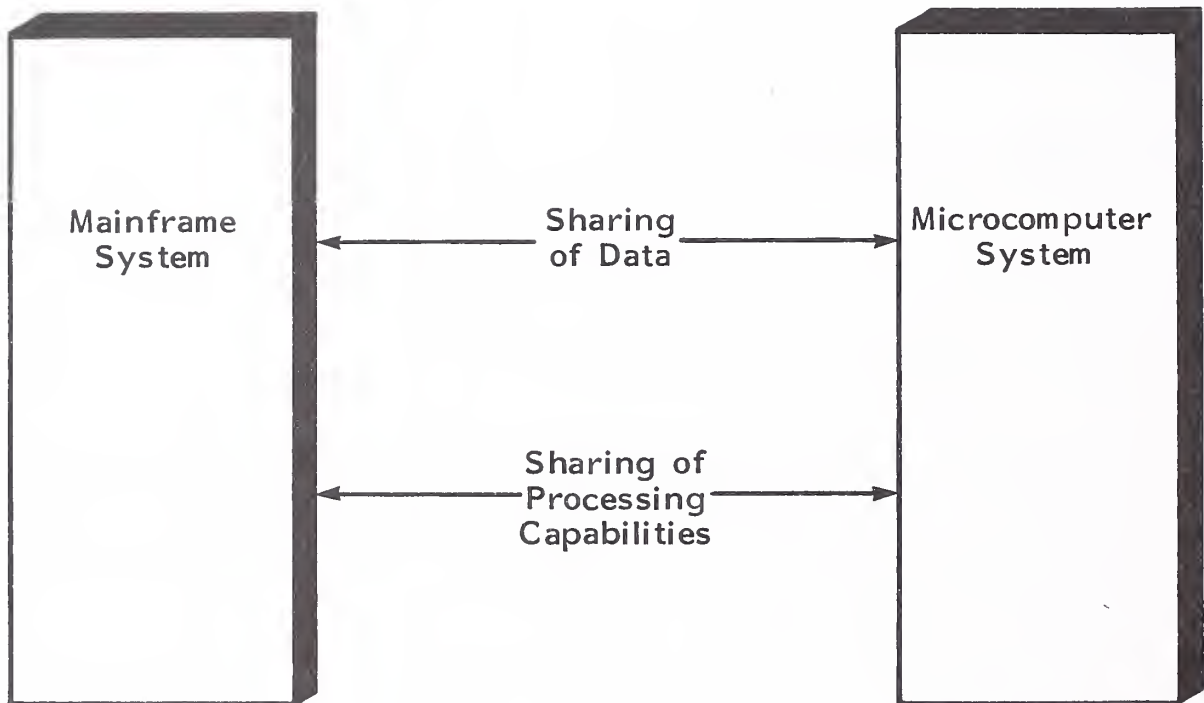 Mainframe
System
Sharing
of Data
Microcomputer
System
Sharing of
Processing
Capabilities